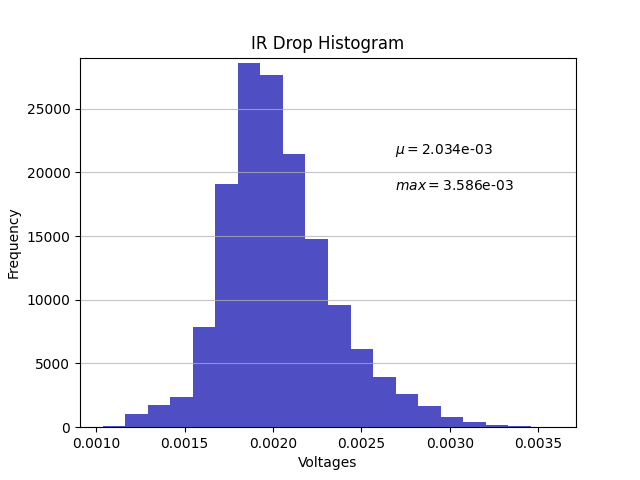 IR Drop Histogram
Frequency
25000
20000
15000
10000
5000
0
μ = 2.034e-03
max = 3.586e-03
0.0010 0.0015 0.0020 0.0025 0.0030 0.0035
Voltages